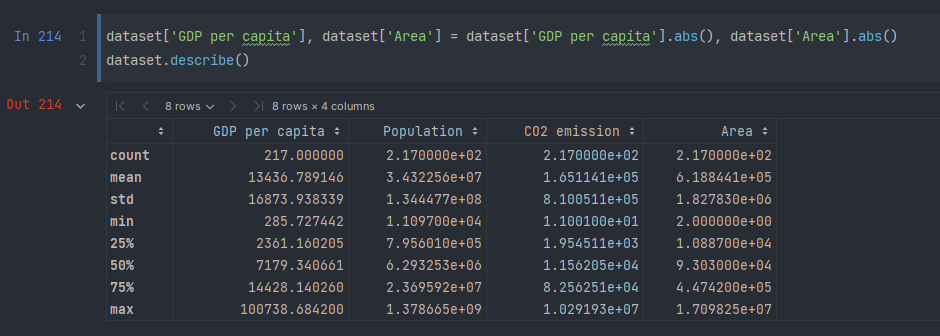 In 214 1 dataset['GDP per capita'], dataset['Area'] = dataset['GDP per capita'].abs(), dataset['Area'].abs()
2 dataset.describe()
Out 214 8 rows 8 rows × 4 columns
GDP per capita Population CO2 emission Area
count 217.000000 2.170000e+02 2.170000e+02 2.170000e+02
mean 13436.789146 3.432256e+07 1.651141e+05 6.188441e+05
std 16873.938339 1.344477e+08 8.100511e+05 1.827830e+06
min 285.727442 1.109700e+04 1.100100e+01 2.000000e+00
25% 2361.160205 7.956010e+05 1.954511e+03 1.088700e+04
50% 7179.340661 6.293253e+06 1.156205e+04 9.303000e+04
75% 14428.140260 2.369592e+07 8.256251e+04 4.474200e+05
max 100738.684200 1.378665e+09 1.029193e+07 1.709825e+07